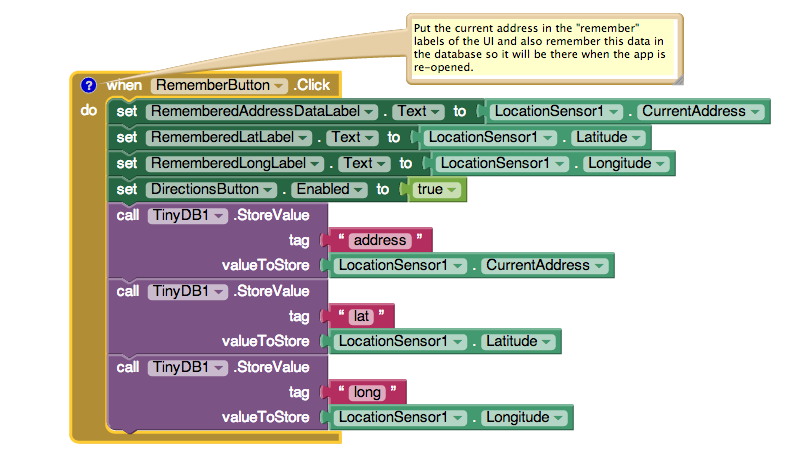 Put the current address in the "remember"
labels of the UI and also remember this data in
the database so it will be there when the app is
re-opened.
? when RememberButton .Click
do set RememberedAddressDataLabel . Text to LocationSensor1 . CurrentAddress
set RememberedLatLabel . Text to LocationSensor1 . Latitude
set RememberedLongLabel . Text to LocationSensor1 . Longitude
set DirectionsButton . Enabled to true
call TinyDB1 .StoreValue
tag “ address ”
valueToStore LocationSensor1 . CurrentAddress
call TinyDB1 .StoreValue
tag “ lat ”
valueToStore LocationSensor1 . Latitude
call TinyDB1 .StoreValue
tag “ long ”
valueToStore LocationSensor1 . Longitude